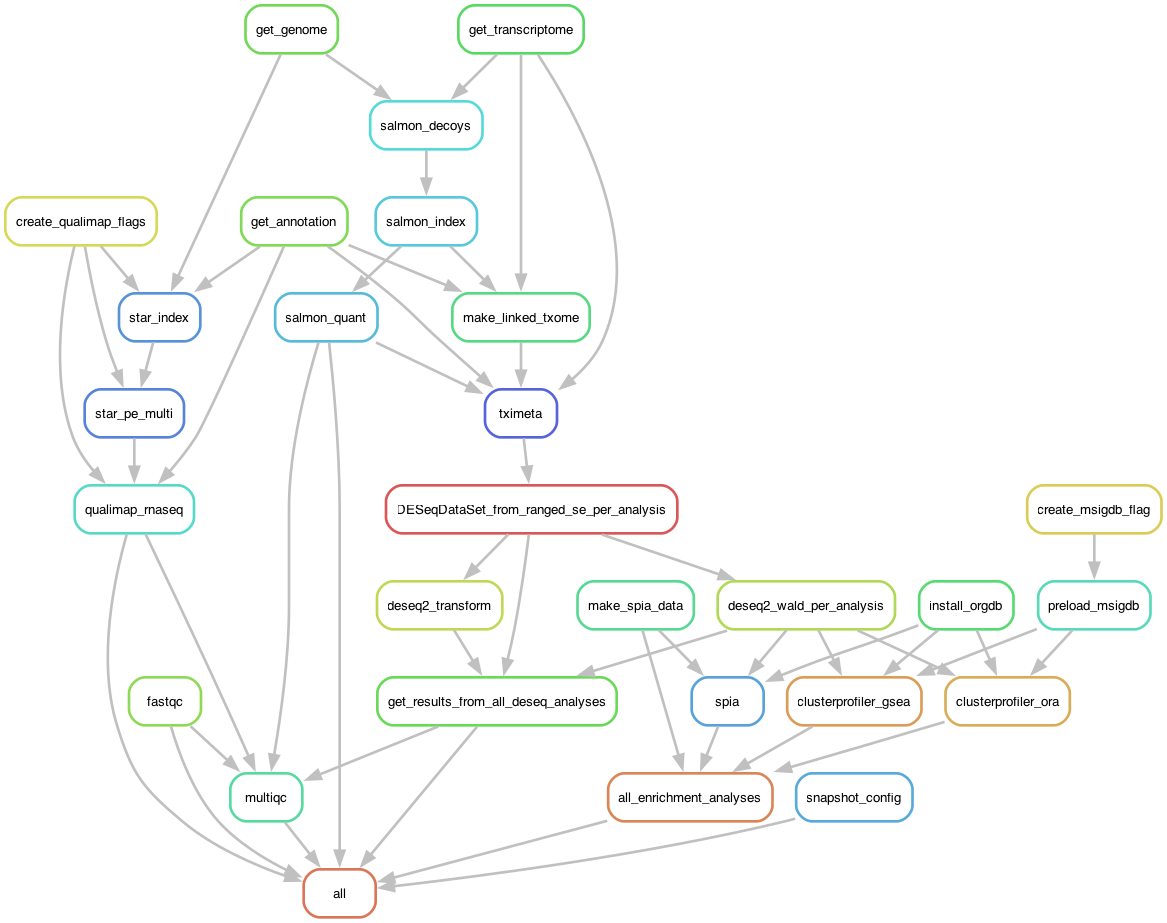 get_genome
get_transcriptome
salmon_decoys
create_qualimap_flags
get_annotation
salmon_index
star_index
salmon_quant
make_linked_txome
star_pe_multi
tximeta
qualimap_rnaseq
DESeqDataSet_from_ranged_se_per_analysis
create_msigdb_flag
deseq2_transform
make_spia_data
deseq2_wald_per_analysis
install_orgdb
preload_msigdb
fastqc
get_results_from_all_deseq_analyses
spia
clusterprofiler_gsea
clusterprofiler_ora
multiqc
all_enrichment_analyses
snapshot_config
all